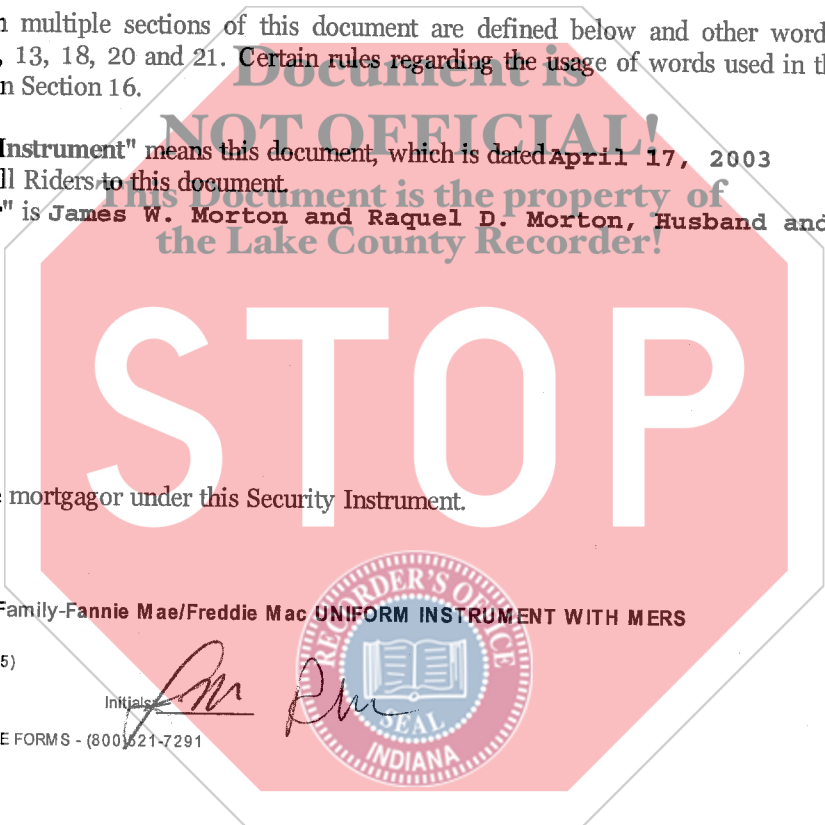 multiple sections of this document are defined below and other word
, 13, 18, 20 and 21. Certain rules regarding the usage of words used in th
n Section 16.
Document is
NOT OFFICIAL!
Instrument" means this document, which is dated April 17, 2003
ll Riders to this document.
This Document is the property of
" is James W. Morton and Raquel D. Morton, Husband and
the Lake County Recorder!
STOP
mortgagor under this Security Instrument.
RECORDER'S OFFICE
Family-Fannie Mae/Freddie Mac UNIFORM INSTRUMENT WITH MERS
5)
Initials:
SEAL
E FORMS - (800)521-7291
INDIANA